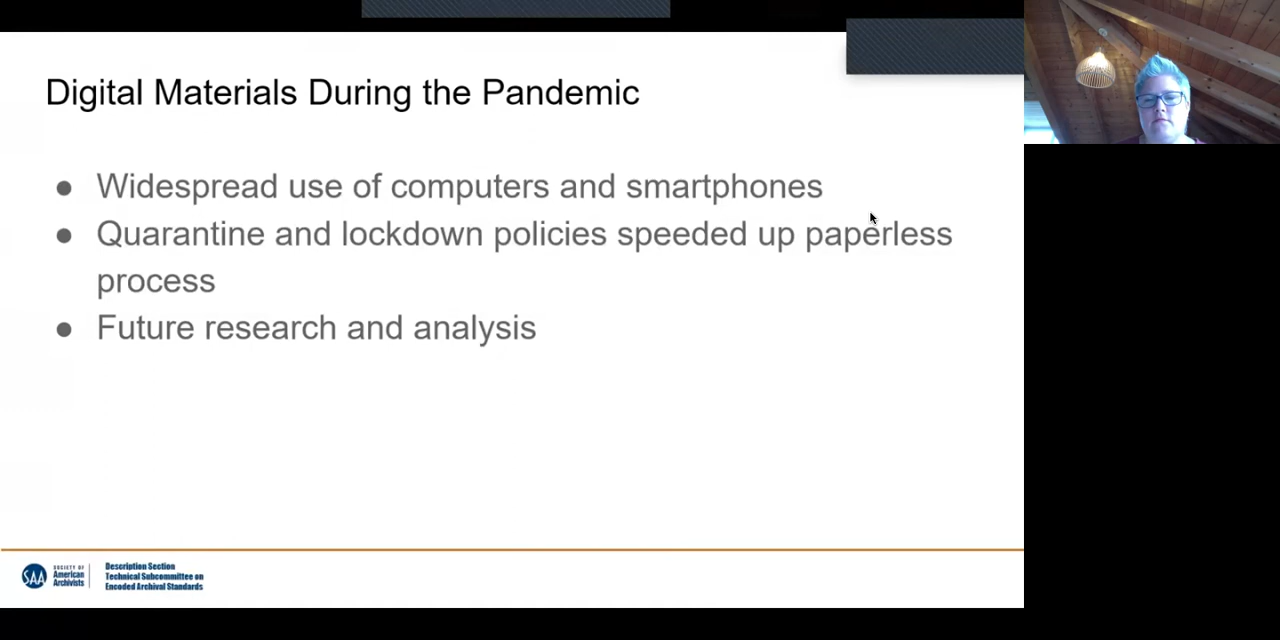 Digital Materials During the Pandemic
● Widespread use of computers and smartphones
● Quarantine and lockdown policies speeded up paperless
process
● Future research and analysis
SAA
SOCIETY OF
American
Archivists
Description Section
Technical Subcommittee on
Encoded Archival Standards